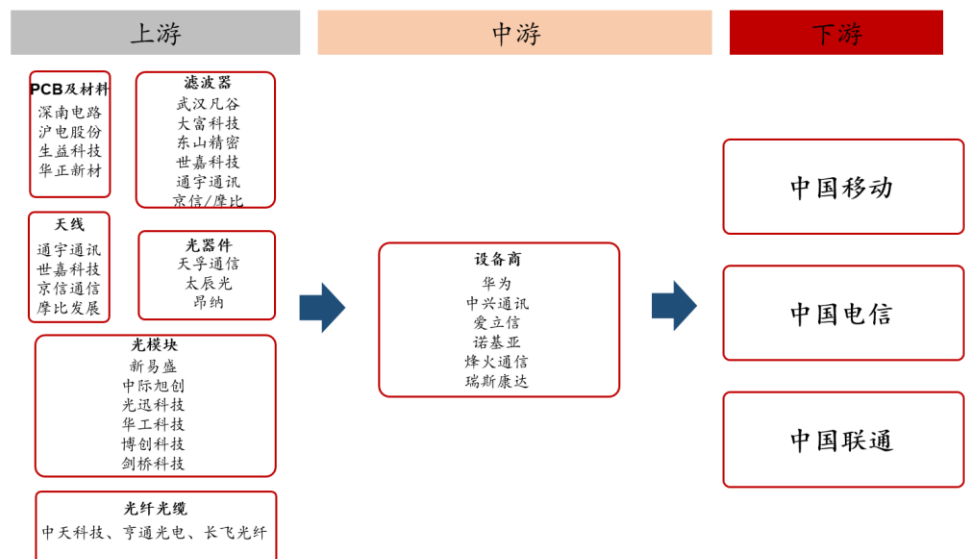 上游
中游
下游
PCB及材料
深南电路
沪电股份
生益科技
华正新材
滤波器
武汉凡谷
大富科技
东山精密
世嘉科技
通宇通讯
京信/摩比
天线
通宇通讯
世嘉科技
京信通信
摩比发展
光器件
天孚通信
太辰光
昂纳
光模块
新易盛
中际旭创
光迅科技
华工科技
博创科技
剑桥科技
光纤光缆
中天科技、亨通光电、长飞光纤
设备商
华为
中兴通讯
爱立信
诺基亚
烽火通信
瑞斯康达
中国移动
中国电信
中国联通